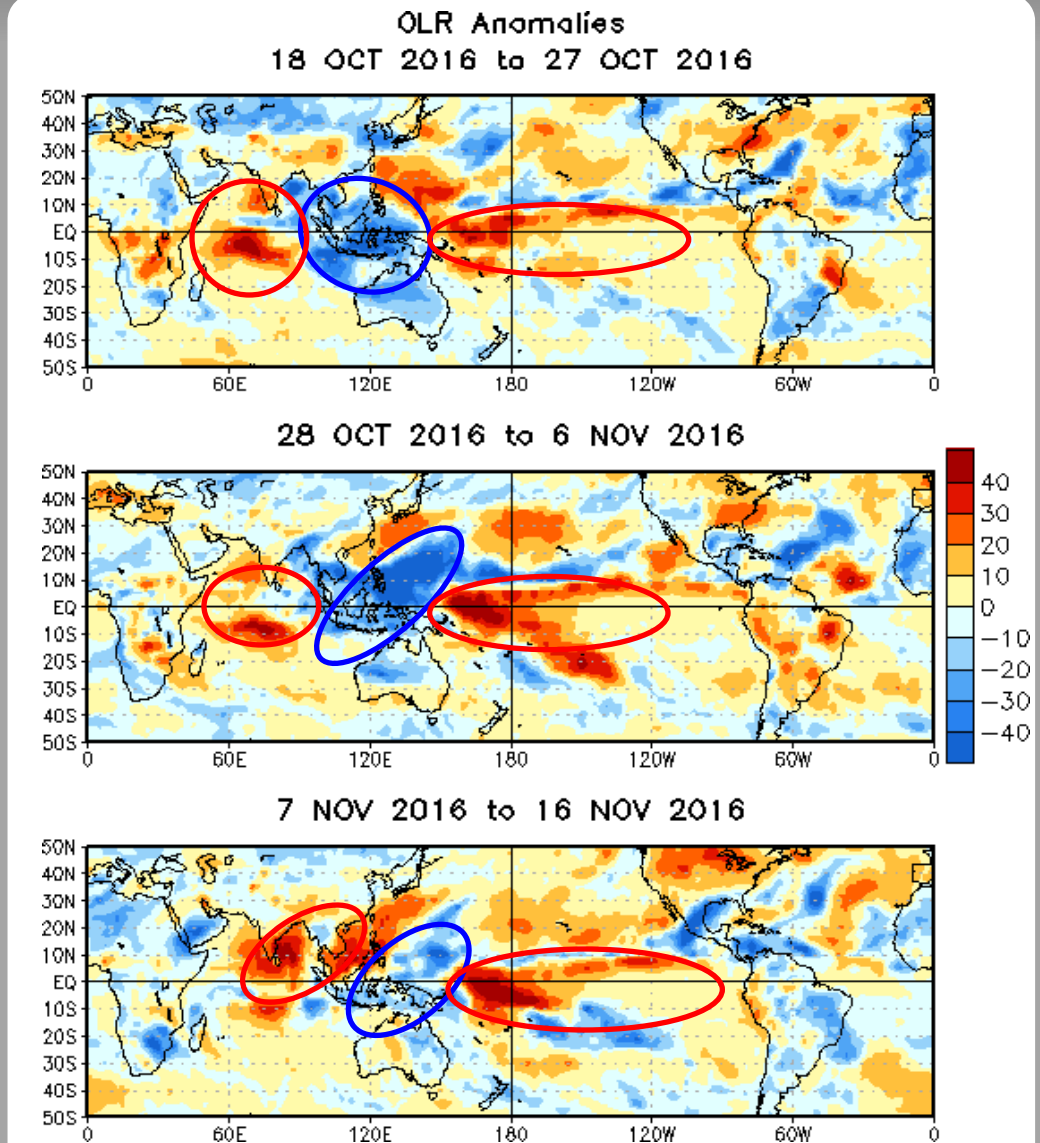 OLR Anomalies
18 OCT 2016 to 27 OCT 2016
50N
40N
30N
20N
10N
EQ
10S
20S
30S
40S
50S
0 60E 120E 180 120W 60W 0
28 OCT 2016 to 6 NOV 2016
50N
40N
30N
20N
10N
EQ
10S
20S
30S
40S
50S
0 60E 120E 180 120W 60W 0
40
30
20
10
0
-10
-20
-30
-40
7 NOV 2016 to 16 NOV 2016
50N
40N
30N
20N
10N
EQ
10S
20S
30S
40S
50S
0 60E 120E 180 120W 60W 0